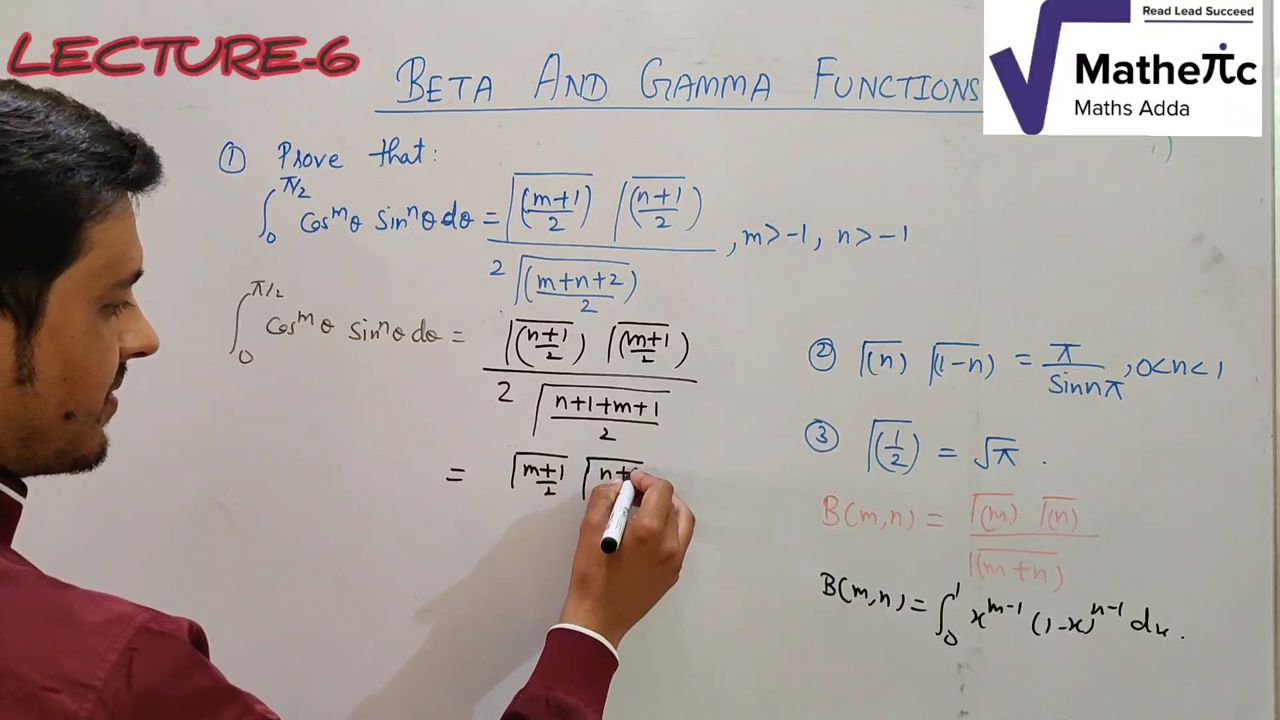 LECTURE-6
Read Lead Succeed
Matheπc
Maths Adda
BETA AND GAMMA FUNCTIONS
① Prove that:
∫₀^{π/2} cos^m θ sin^n θ dθ = Γ((m+1)/2) Γ((n+1)/2) / 2 Γ((m+n+2)/2) , m>-1, n>-1
∫₀^{π/2} cos^m θ sin^n θ dθ = Γ((n+1)/2) Γ((m+1)/2) / 2 Γ((n+1+m+1)/2)
= Γ((m+1)/2) Γ(n+
② Γ(n) Γ(1-n) = π / sin nπ , 0<n<1
③ Γ(1/2) = √π .
B(m,n) = Γ(m) Γ(n) / Γ(m+n)
B(m,n) = ∫₀^1 x^{m-1} (1-x)^{n-1} dx .